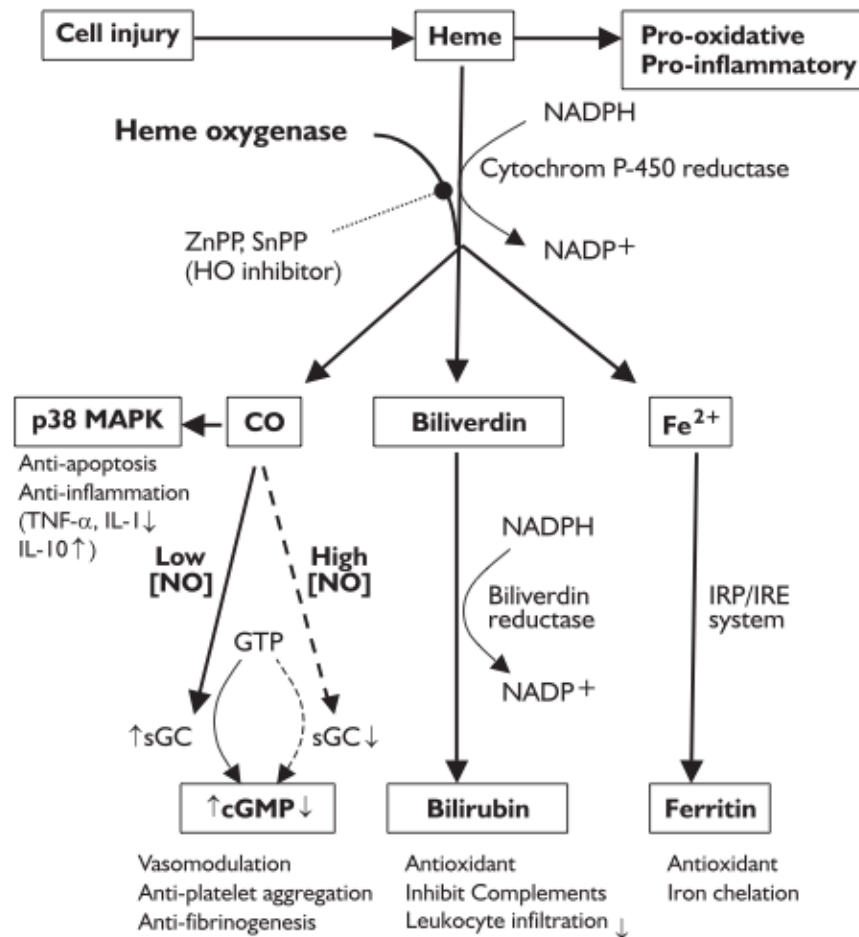 Cell injury
Heme
Pro-oxidative
Pro-inflammatory
Heme oxygenase
NADPH
Cytochrom P-450 reductase
ZnPP, SnPP
(HO inhibitor)
NADP+
p38 MAPK
CO
Biliverdin
Fe2+
Anti-apoptosis
Anti-inflammation
(TNF-α, IL-1↓
IL-10↑)
Low
[NO]
High
[NO]
NADPH
Biliverdin
reductase
IRP/IRE
system
GTP
NADP+
↑sGC
sGC↓
↑cGMP↓
Bilirubin
Ferritin
Vasomodulation
Anti-platelet aggregation
Anti-fibrinogenesis
Antioxidant
Inhibit Complements
Leukocyte infiltration ↓
Antioxidant
Iron chelation